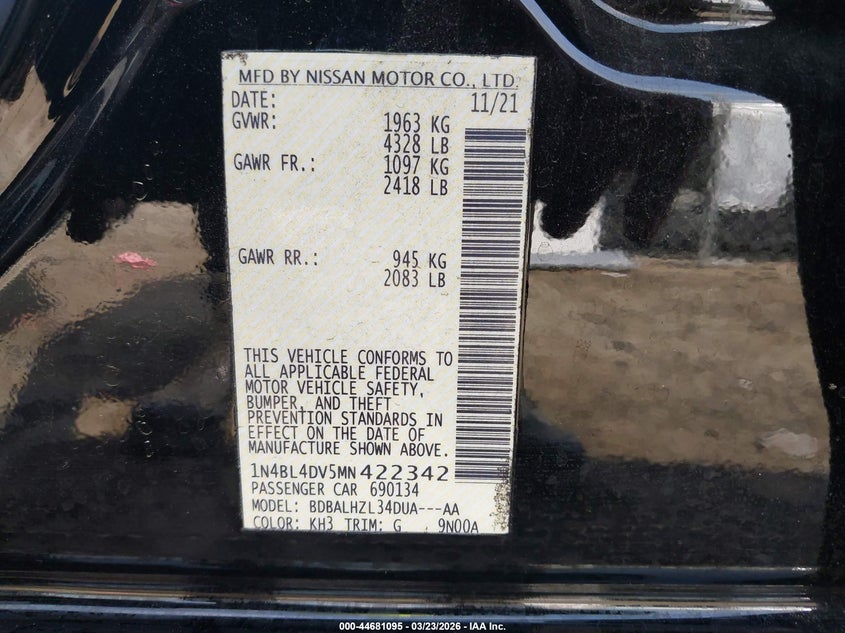 MFD BY NISSAN MOTOR CO., LTD.
DATE: 11/21
GVWR: 1963 KG
4328 LB
GAWR FR.: 1097 KG
2418 LB
GAWR RR.: 945 KG
2083 LB
THIS VEHICLE CONFORMS TO
ALL APPLICABLE FEDERAL
MOTOR VEHICLE SAFETY,
BUMPER, AND THEFT
PREVENTION STANDARDS IN
EFFECT ON THE DATE OF
MANUFACTURE SHOWN ABOVE.
1N4BL4DV5MN422342
PASSENGER CAR 690134
MODEL: BDBALHZL34DUA---AA
COLOR: KH3 TRIM: G 9N00A
000-44681095 - 03/23/2026 - IAA Inc.